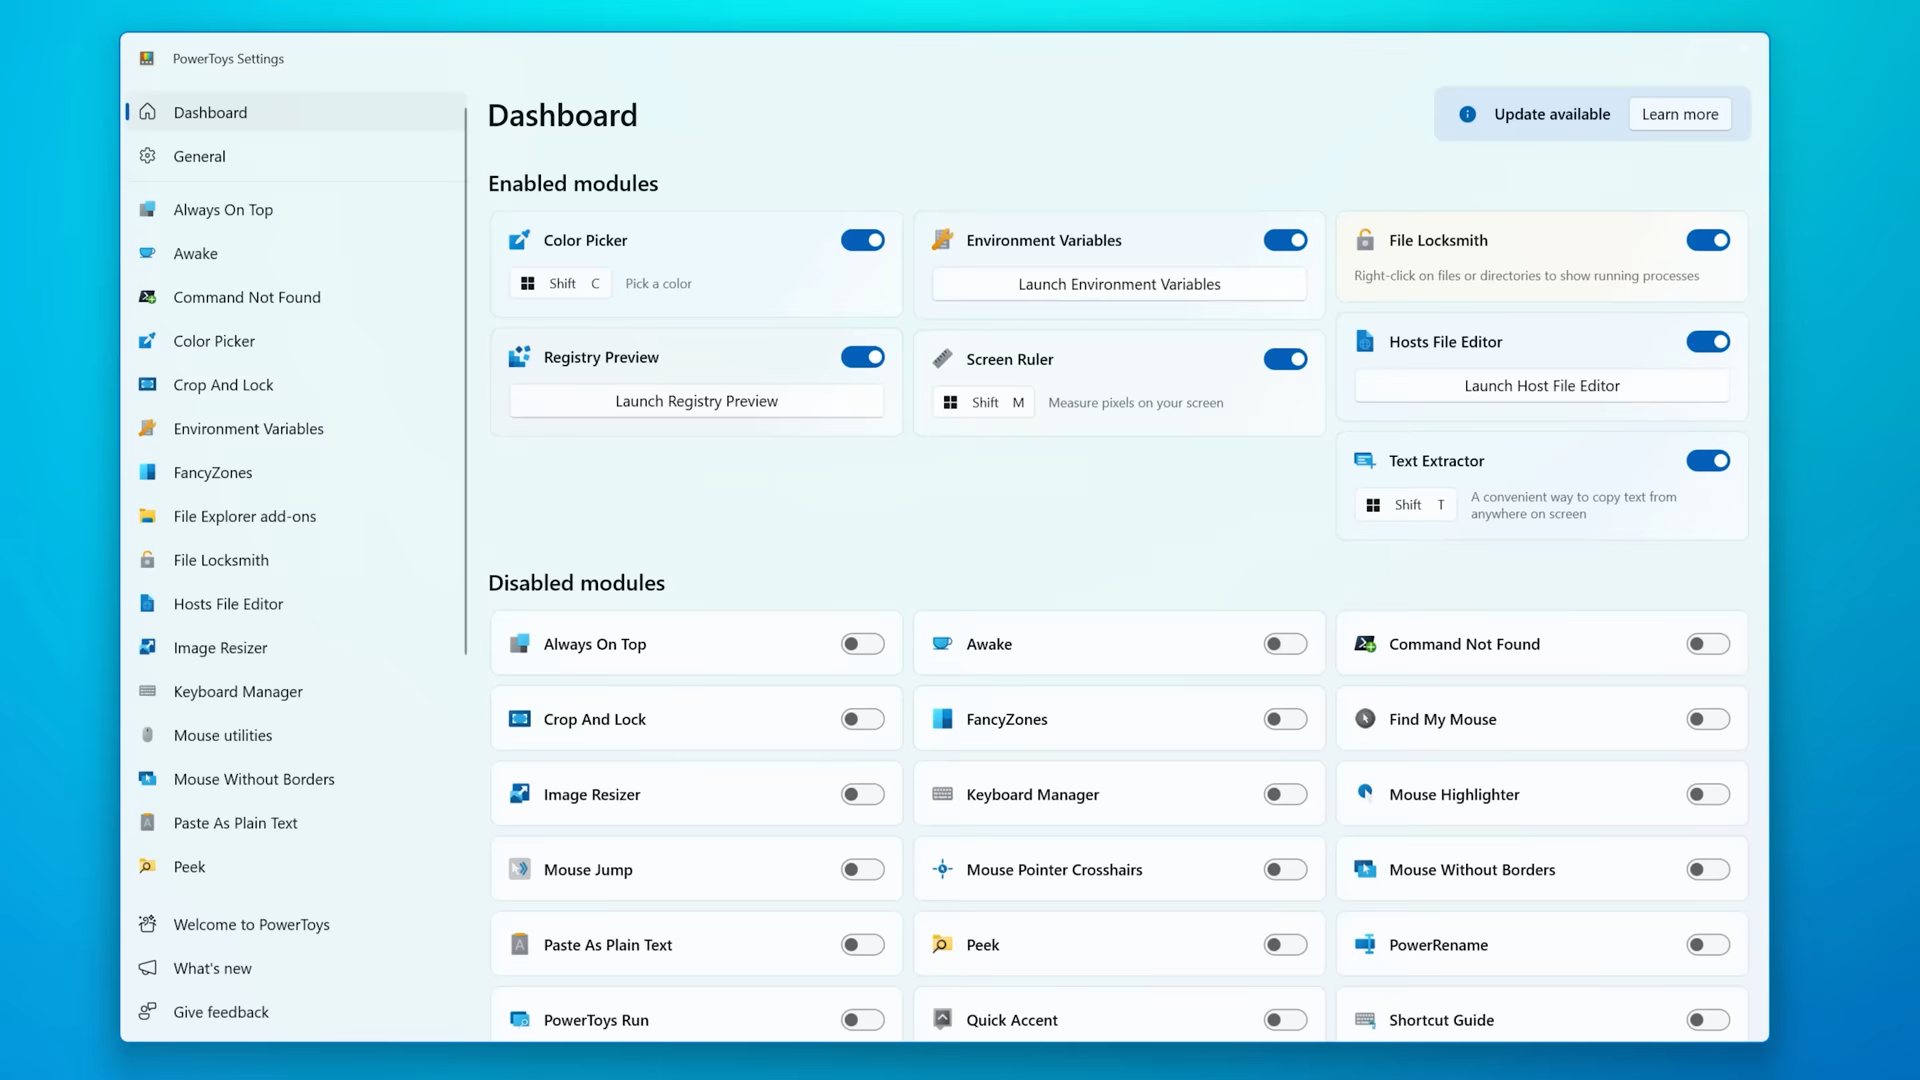 PowerToys Settings
Dashboard
General
Always On Top
Awake
Command Not Found
Color Picker
Crop And Lock
Environment Variables
FancyZones
File Explorer add-ons
File Locksmith
Hosts File Editor
Image Resizer
Keyboard Manager
Mouse utilities
Mouse Without Borders
Paste As Plain Text
Peek
Welcome to PowerToys
What's new
Give feedback
Dashboard
Update available
Learn more
Enabled modules
Color Picker
Shift C Pick a color
Environment Variables
Launch Environment Variables
File Locksmith
Right-click on files or directories to show running processes
Registry Preview
Launch Registry Preview
Screen Ruler
Shift M Measure pixels on your screen
Hosts File Editor
Launch Host File Editor
Text Extractor
Shift T A convenient way to copy text from
anywhere on screen
Disabled modules
Always On Top
Awake
Command Not Found
Crop And Lock
FancyZones
Find My Mouse
Image Resizer
Keyboard Manager
Mouse Highlighter
Mouse Jump
Mouse Pointer Crosshairs
Mouse Without Borders
Paste As Plain Text
Peek
PowerRename
PowerToys Run
Quick Accent
Shortcut Guide